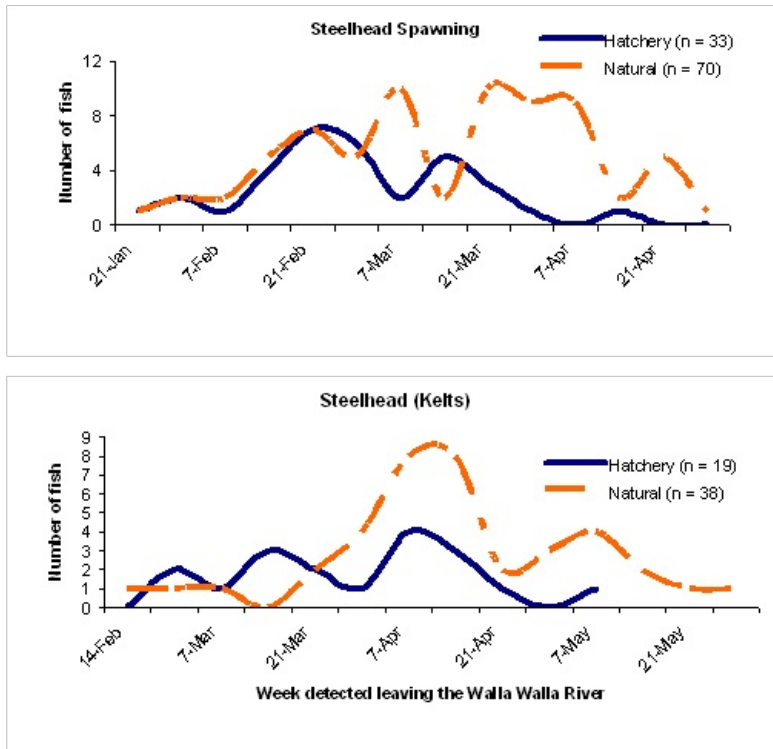 Steelhead Spawning
Hatchery (n = 33)
Natural (n = 70)
Number of fish
12
8
4
0
21-Jan
7-Feb
21-Feb
7-Mar
21-Mar
7-Apr
21-Apr
Steelhead (Kelts)
Hatchery (n = 19)
Natural (n = 38)
Number of fish
9
8
7
6
5
4
3
2
1
0
14-Feb
7-Mar
21-Mar
7-Apr
21-Apr
7-May
21-May
Week detected leaving the Walla Walla River